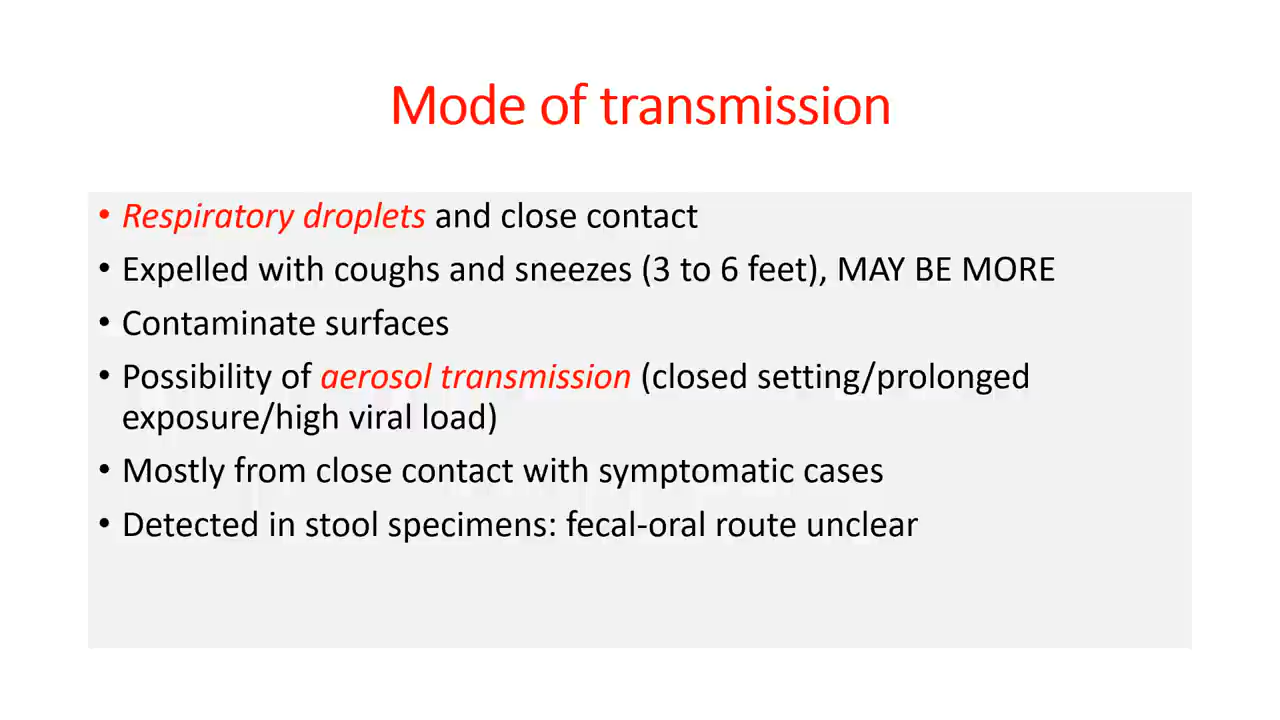 Mode of transmission
• Respiratory droplets and close contact
• Expelled with coughs and sneezes (3 to 6 feet), MAY BE MORE
• Contaminate surfaces
• Possibility of aerosol transmission (closed setting/prolonged
exposure/high viral load)
• Mostly from close contact with symptomatic cases
• Detected in stool specimens: fecal-oral route unclear